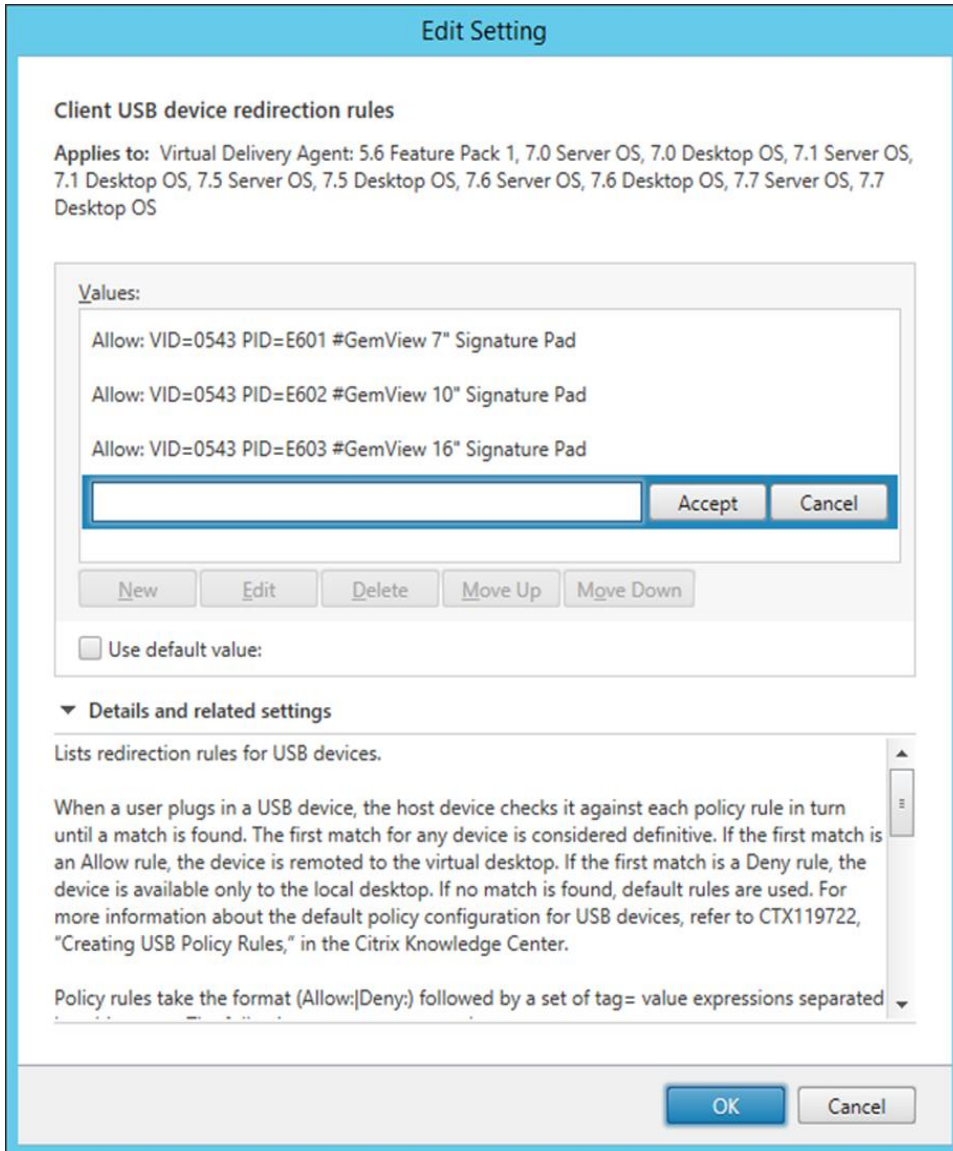 Edit Setting
Client USB device redirection rules
Applies to: Virtual Delivery Agent: 5.6 Feature Pack 1, 7.0 Server OS, 7.0 Desktop OS, 7.1 Server OS,
7.1 Desktop OS, 7.5 Server OS, 7.5 Desktop OS, 7.6 Server OS, 7.6 Desktop OS, 7.7 Server OS, 7.7
Desktop OS
Values:
Allow: VID=0543 PID=E601 #GemView 7" Signature Pad
Allow: VID=0543 PID=E602 #GemView 10" Signature Pad
Allow: VID=0543 PID=E603 #GemView 16" Signature Pad
Accept Cancel
New Edit Delete Move Up Move Down
Use default value:
Details and related settings
Lists redirection rules for USB devices.
When a user plugs in a USB device, the host device checks it against each policy rule in turn
until a match is found. The first match for any device is considered definitive. If the first match is
an Allow rule, the device is remoted to the virtual desktop. If the first match is a Deny rule, the
device is available only to the local desktop. If no match is found, default rules are used. For
more information about the default policy configuration for USB devices, refer to CTX119722,
"Creating USB Policy Rules," in the Citrix Knowledge Center.
Policy rules take the format (Allow:|Deny:) followed by a set of tag= value expressions separated
OK Cancel